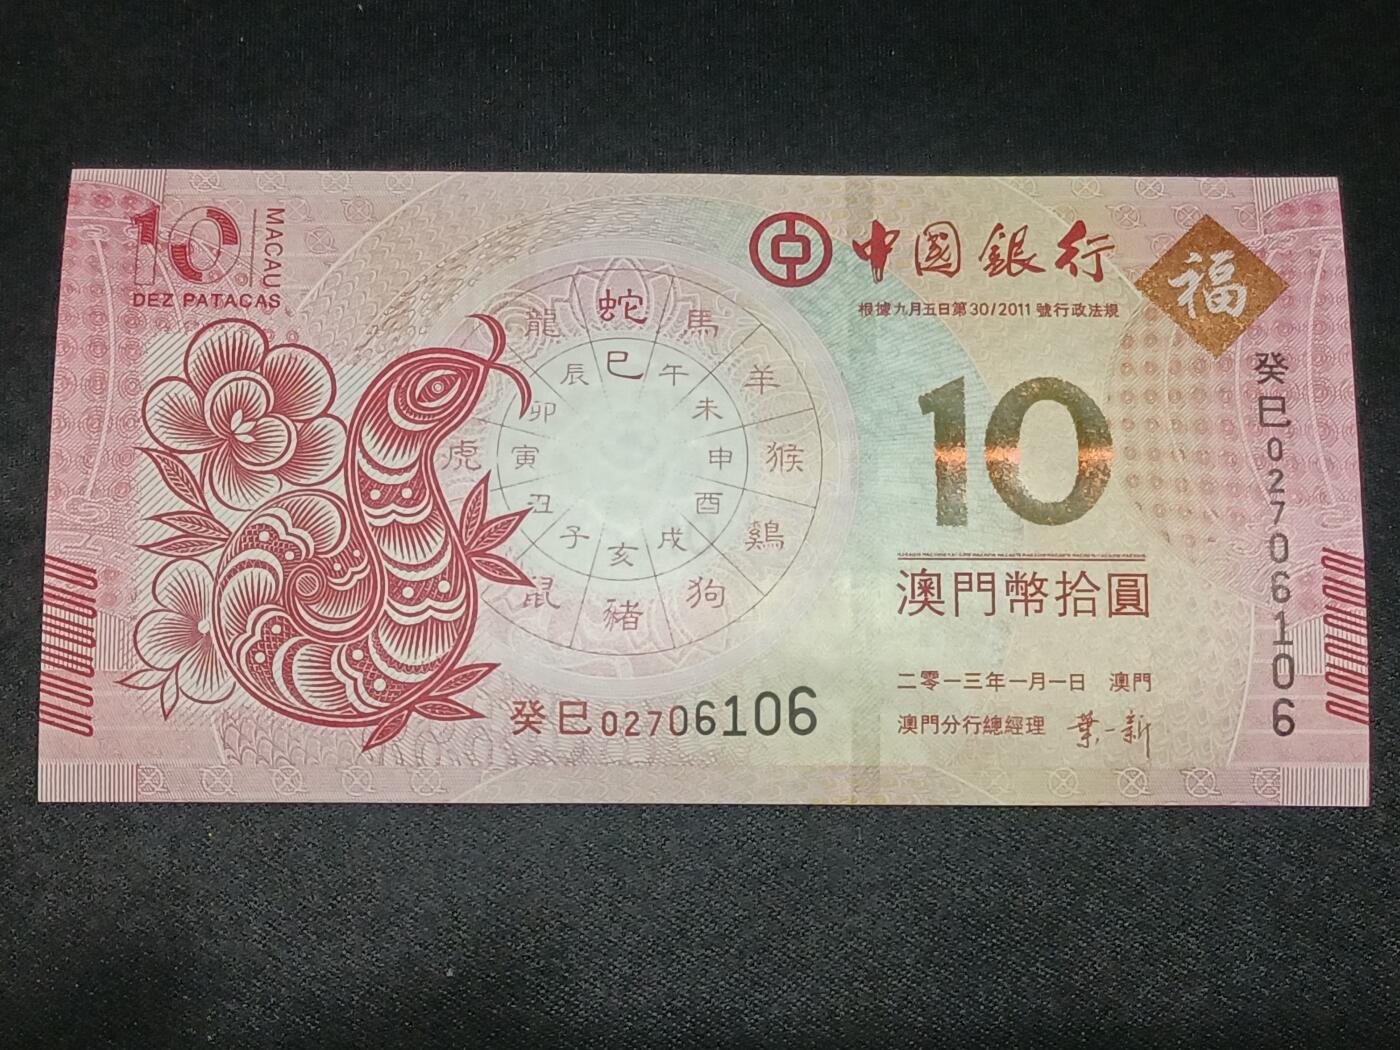 10
MACAU
DEZ PATACAS
中國銀行
福
根據九月五日第30/2011號行政法規
蛇
馬
羊
猴
鷄
狗
豬
鼠
虎
龍
巳
午
未
申
酉
戌
亥
子
丑
寅
卯
辰
10
澳門幣拾圓
二零一三年一月一日 澳門
澳門分行總經理 葉一新
癸巳02706106
癸巳02706106